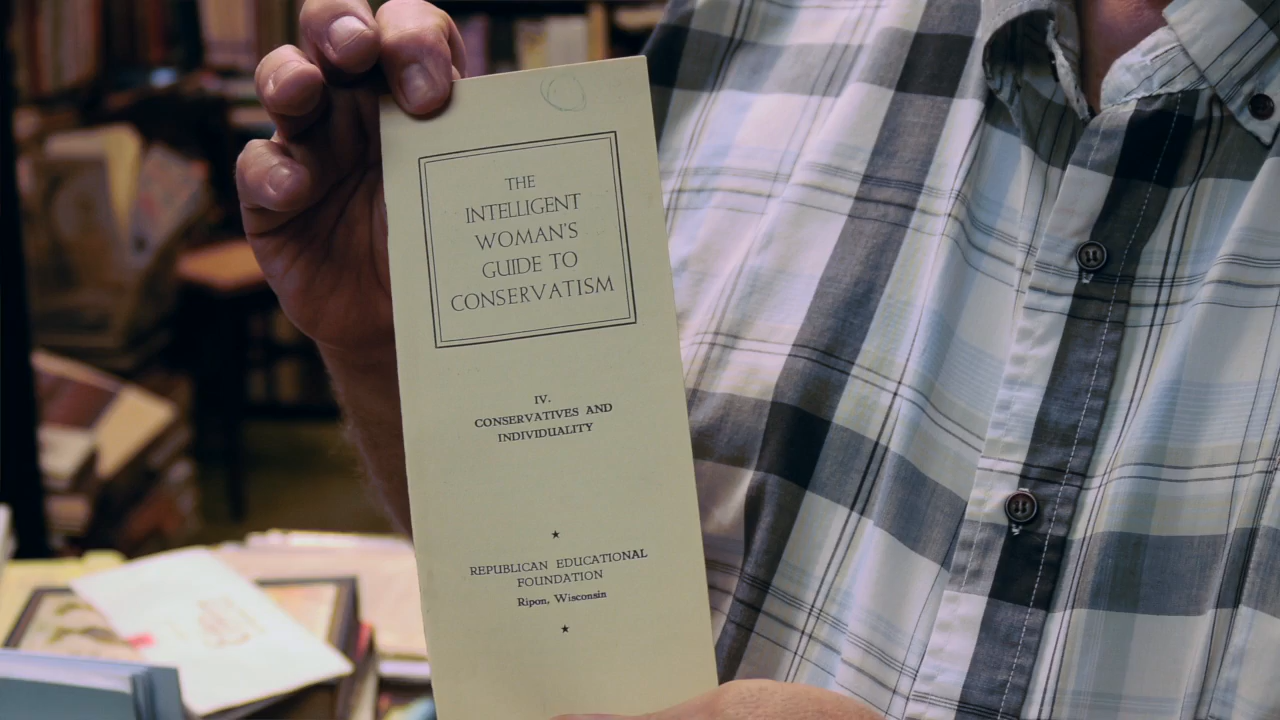 THE
INTELLIGENT
WOMAN'S
GUIDE TO
CONSERVATISM
IV.
CONSERVATIVES AND
INDIVIDUALITY
★
REPUBLICAN EDUCATIONAL
FOUNDATION
Ripon, Wisconsin
★